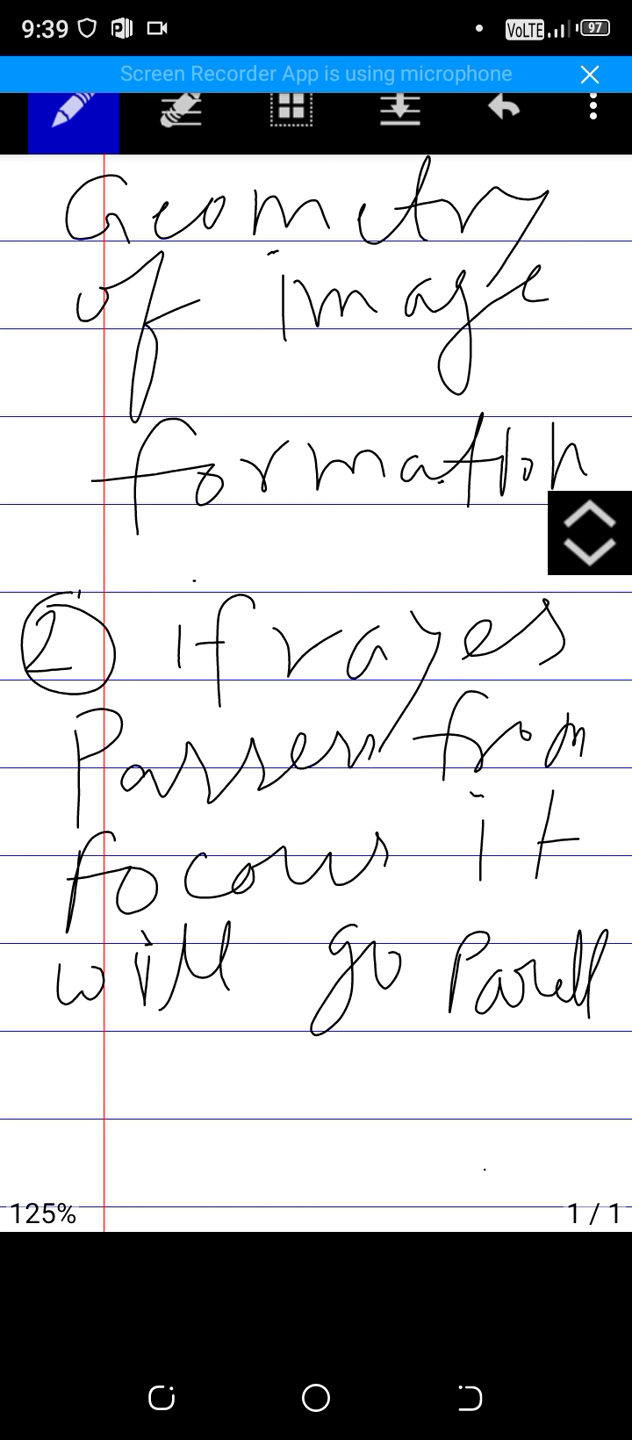 9:39 VoLTE 97
Screen Recorder App is using microphone
Geometry
of image
formation
2 if rayes
Passes from
focous it
will go Parell
125% 1 / 1